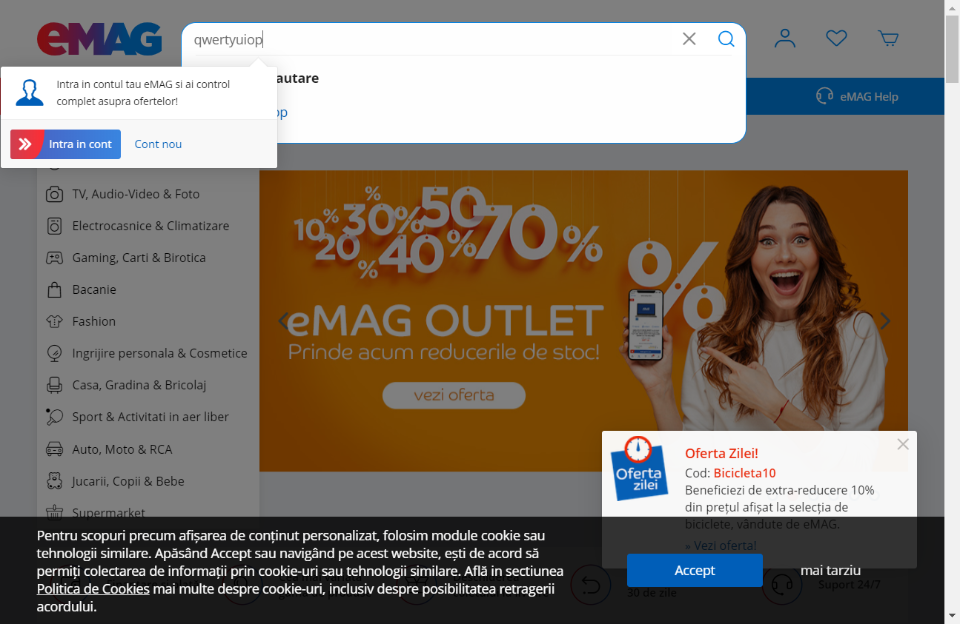 eMAG
qwertyuiop
autare
op
eMAG Help
Intra in contul tau eMAG si ai control
complet asupra ofertelor!
Intra in cont
Cont nou
TV, Audio-Video & Foto
Electrocasnice & Climatizare
Gaming, Carti & Birotica
Bacanie
Fashion
Ingrijire personala & Cosmetice
Casa, Gradina & Bricolaj
Sport & Activitati in aer liber
Auto, Moto & RCA
Jucarii, Copii & Bebe
Supermarket
10% 20% 30% 40% 50% 70% %
eMAG OUTLET
Prinde acum reducerile de stoc!
vezi oferta
Oferta
zilei
Oferta Zilei!
Cod: Bicicleta10
Beneficiezi de extra-reducere 10%
din prețul afișat la selecția de
biciclete, vândute de eMAG.
» Vezi oferta!
Pentru scopuri precum afișarea de conținut personalizat, folosim module cookie sau
tehnologii similare. Apăsând Accept sau navigând pe acest website, ești de acord să
permiți colectarea de informații prin cookie-uri sau tehnologii similare. Află in sectiunea
Politica de Cookies mai multe despre cookie-uri, inclusiv despre posibilitatea retragerii
acordului.
Accept
mai tarziu
30 de zile
Suport 24/7